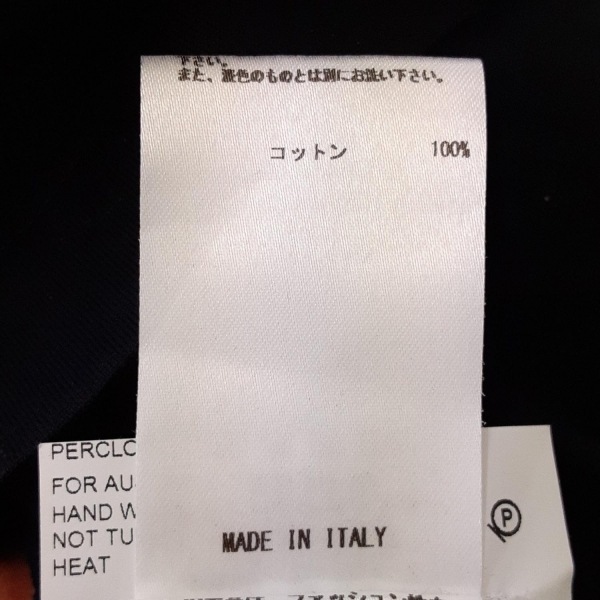 下さい。
また、淡色のものとは別にお洗い下さい。
コットン 100%
MADE IN ITALY
PERCLO
FOR AU
HAND W
NOT TU
HEAT
P